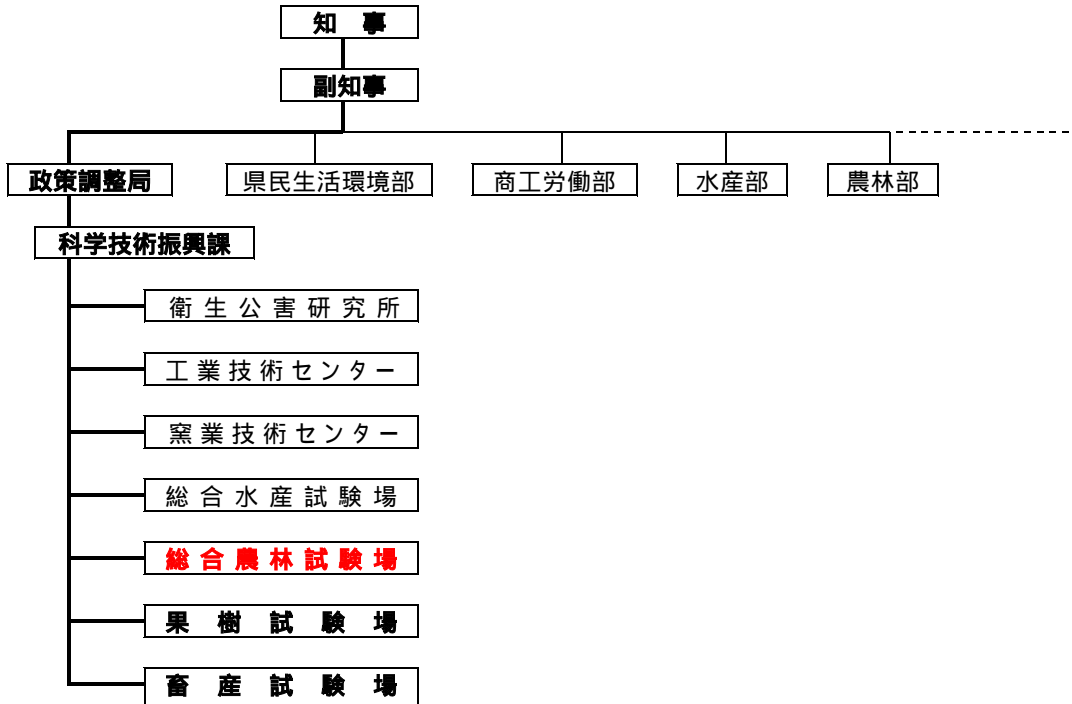 知　事
副知事
政策調整局　県民生活環境部　商工労働部　水産部　農林部
科学技術振興課
衛生公害研究所
工業技術センター
窯業技術センター
総合水産試験場
総合農林試験場
果樹試験場
畜産試験場